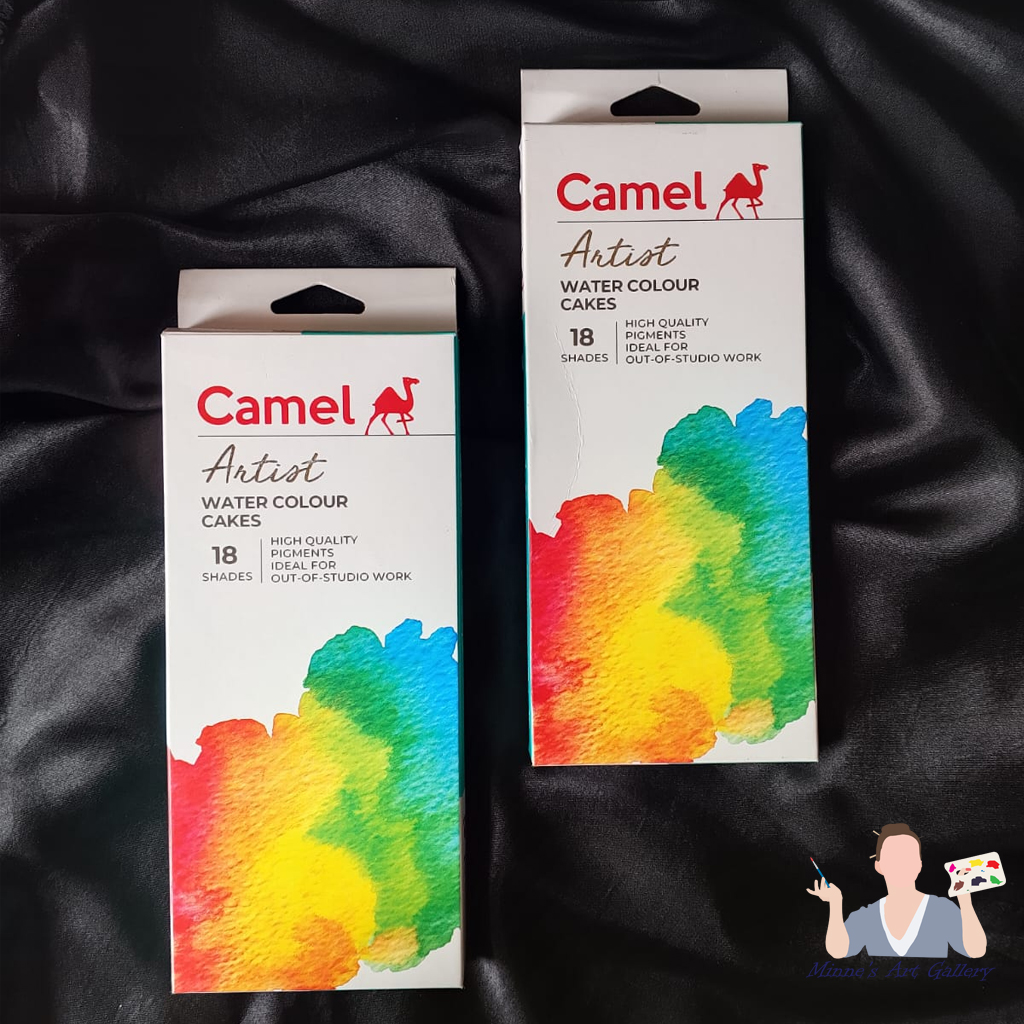 Camel
Artist
WATER COLOUR
CAKES
18
SHADES
HIGH QUALITY
PIGMENTS
IDEAL FOR
OUT-OF-STUDIO WORK
Camel
Artist
WATER COLOUR
CAKES
18
SHADES
HIGH QUALITY
PIGMENTS
IDEAL FOR
OUT-OF-STUDIO WORK
Minne's Art Gallery